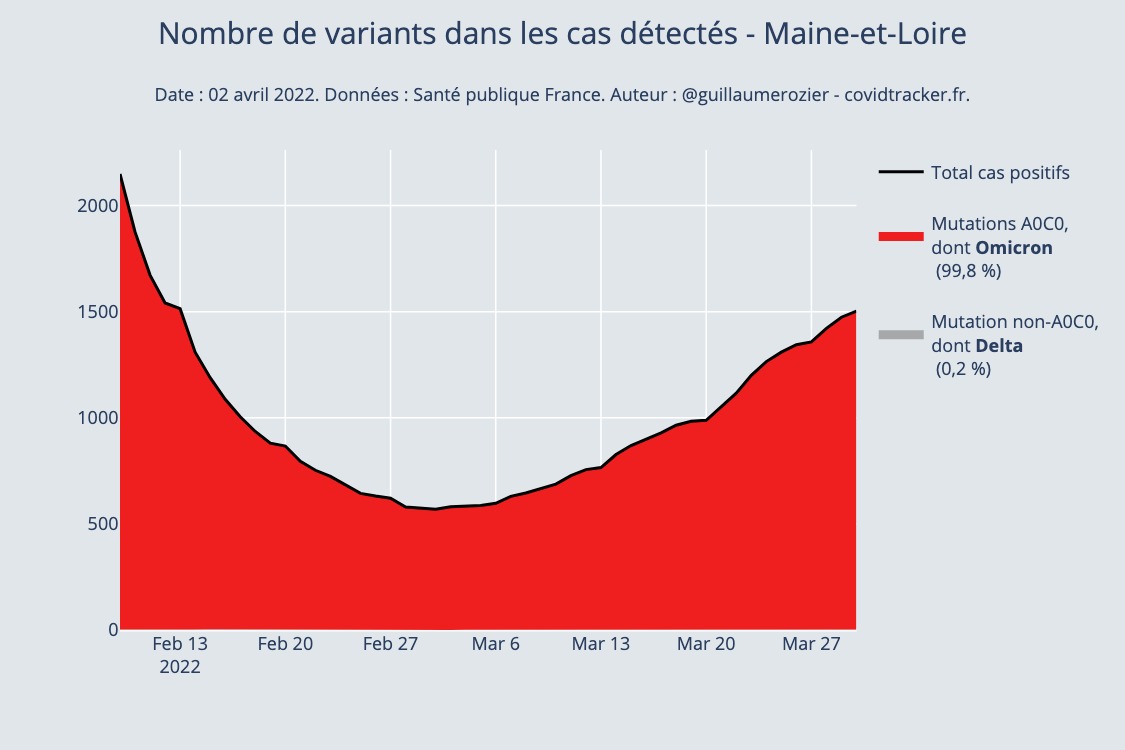 Nombre de variants dans les cas détectés - Maine-et-Loire
Date : 02 avril 2022. Données : Santé publique France. Auteur : @guillaumerozier - covidtracker.fr.
Total cas positifs
Mutations A0C0,
dont Omicron
(99,8 %)
Mutation non-A0C0,
dont Delta
(0,2 %)
2000
1500
1000
500
0
Feb 13
2022
Feb 20
Feb 27
Mar 6
Mar 13
Mar 20
Mar 27